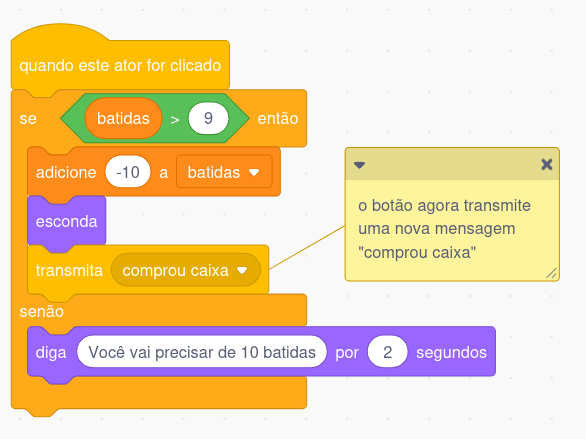 quando este ator for clicado
se batidas > 9 então
adicione -10 a batidas
esconda
o botão agora transmite
uma nova mensagem
"comprou caixa"
transmita comprou caixa
senão
diga Você vai precisar de 10 batidas por 2 segundos